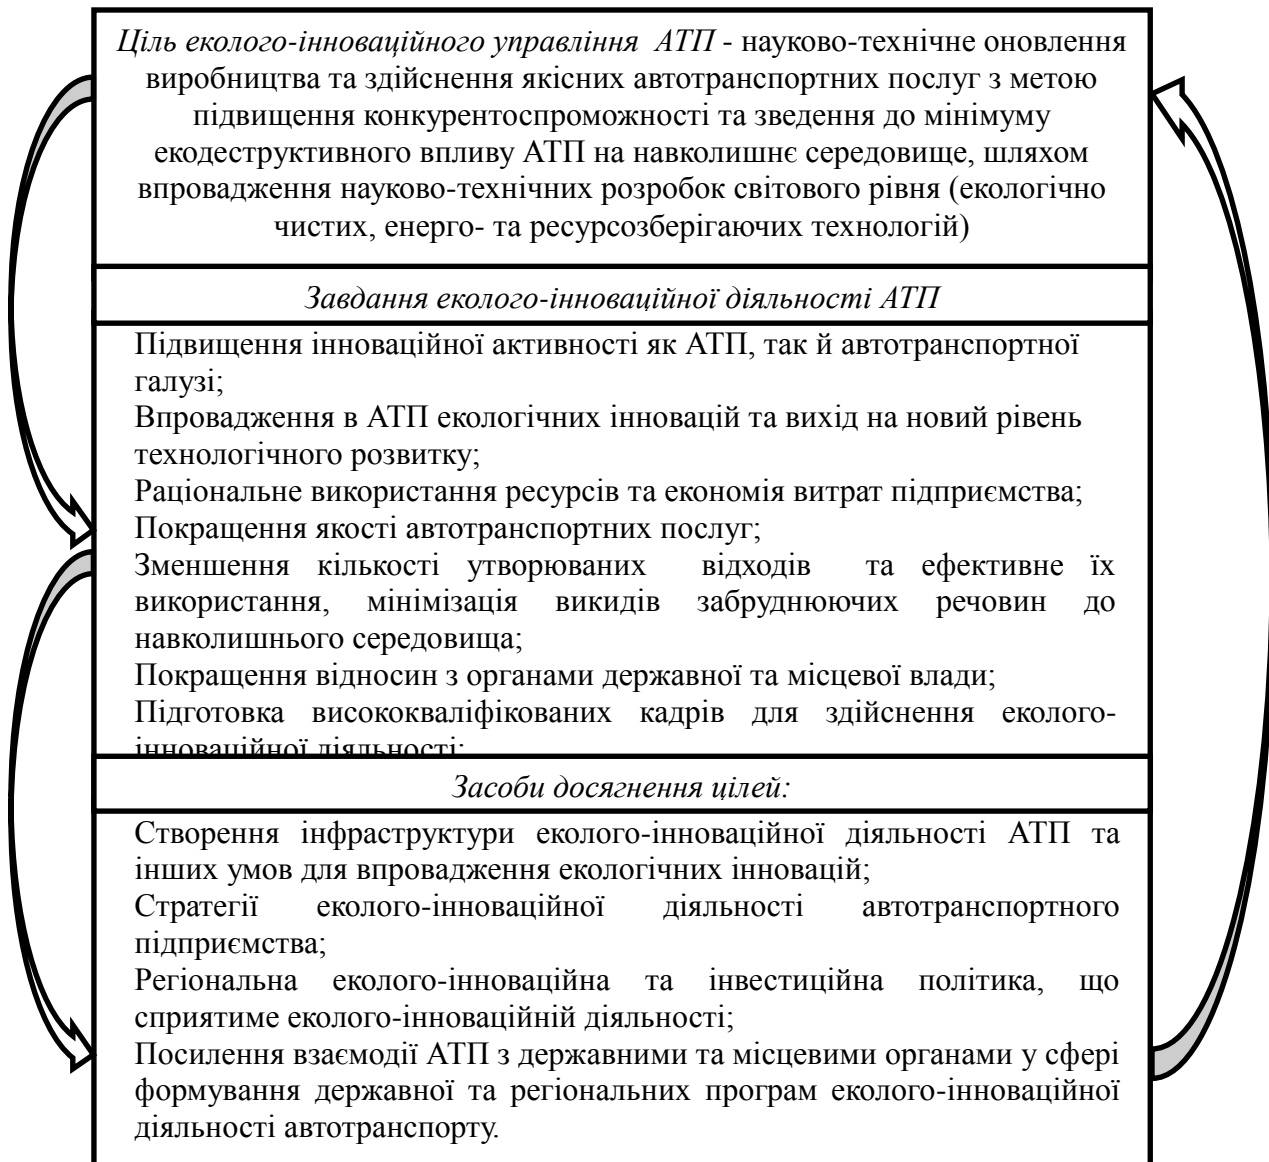 Ціль еколого-інноваційного управління АТП - науково-технічне оновлення
виробництва та здійснення якісних автотранспортних послуг з метою
підвищення конкурентоспроможності та зведення до мінімуму
екодеструктивного впливу АТП на навколишнє середовище, шляхом
впровадження науково-технічних розробок світового рівня (екологічно
чистих, енерго- та ресурсозберігаючих технологій)
Завдання еколого-інноваційної діяльності АТП
Підвищення інноваційної активності як АТП, так й автотранспортної
галузі;
Впровадження в АТП екологічних інновацій та вихід на новий рівень
технологічного розвитку;
Раціональне використання ресурсів та економія витрат підприємства;
Покращення якості автотранспортних послуг;
Зменшення кількості утворюваних відходів та ефективне їх
використання, мінімізація викидів забруднюючих речовин до
навколишнього середовища;
Покращення відносин з органами державної та місцевої влади;
Підготовка висококваліфікованих кадрів для здійснення еколого-
інноваційної діяльності;
Засоби досягнення цілей:
Створення інфраструктури еколого-інноваційної діяльності АТП та
інших умов для впровадження екологічних інновацій;
Стратегії еколого-інноваційної діяльності автотранспортного
підприємства;
Регіональна еколого-інноваційна та інвестиційна політика, що
сприятиме еколого-інноваційній діяльності;
Посилення взаємодії АТП з державними та місцевими органами у сфері
формування державної та регіональних програм еколого-інноваційної
діяльності автотранспорту.